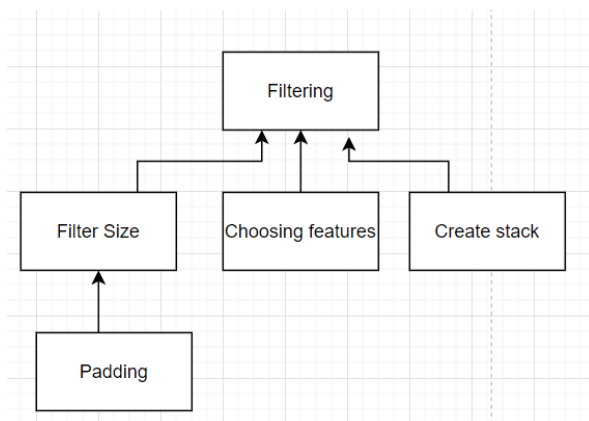 Filtering
Filter Size
Choosing features
Create stack
Padding